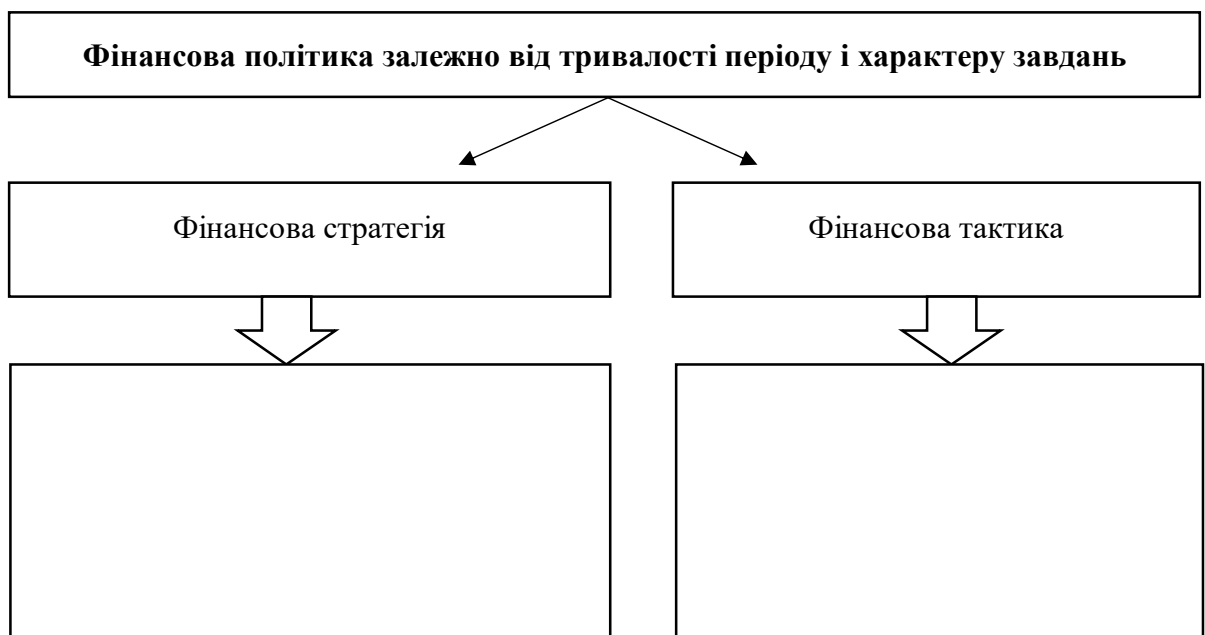 Фінансова політика залежно від тривалості періоду і характеру завдань
Фінансова стратегія
Фінансова тактика